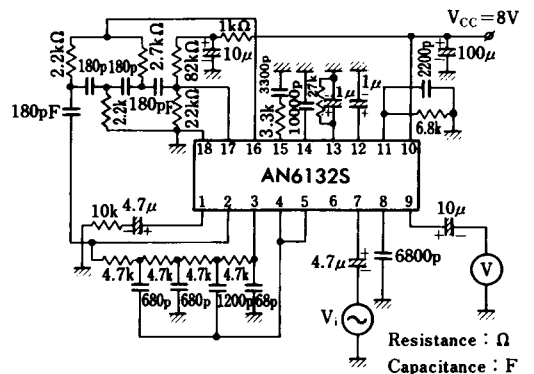 1kΩ
V_CC=8V
2.2kΩ
2.7kΩ
82kΩ
10μ
100μ
180p
180p
180pF
180pF
2.2k
22kΩ
3300p
3.3k
10000p
1μ
1μ
2200p
6.8k
18 17 16 15 14 13 12 11 10
AN6132S
1 2 3 4 5 6 7 8 9
10k
4.7μ
10μ
4.7k
4.7k
4.7k
4.7k
680p
680p
1200p
68p
4.7μ
6800p
V
V_i
Resistance : Ω
Capacitance : F